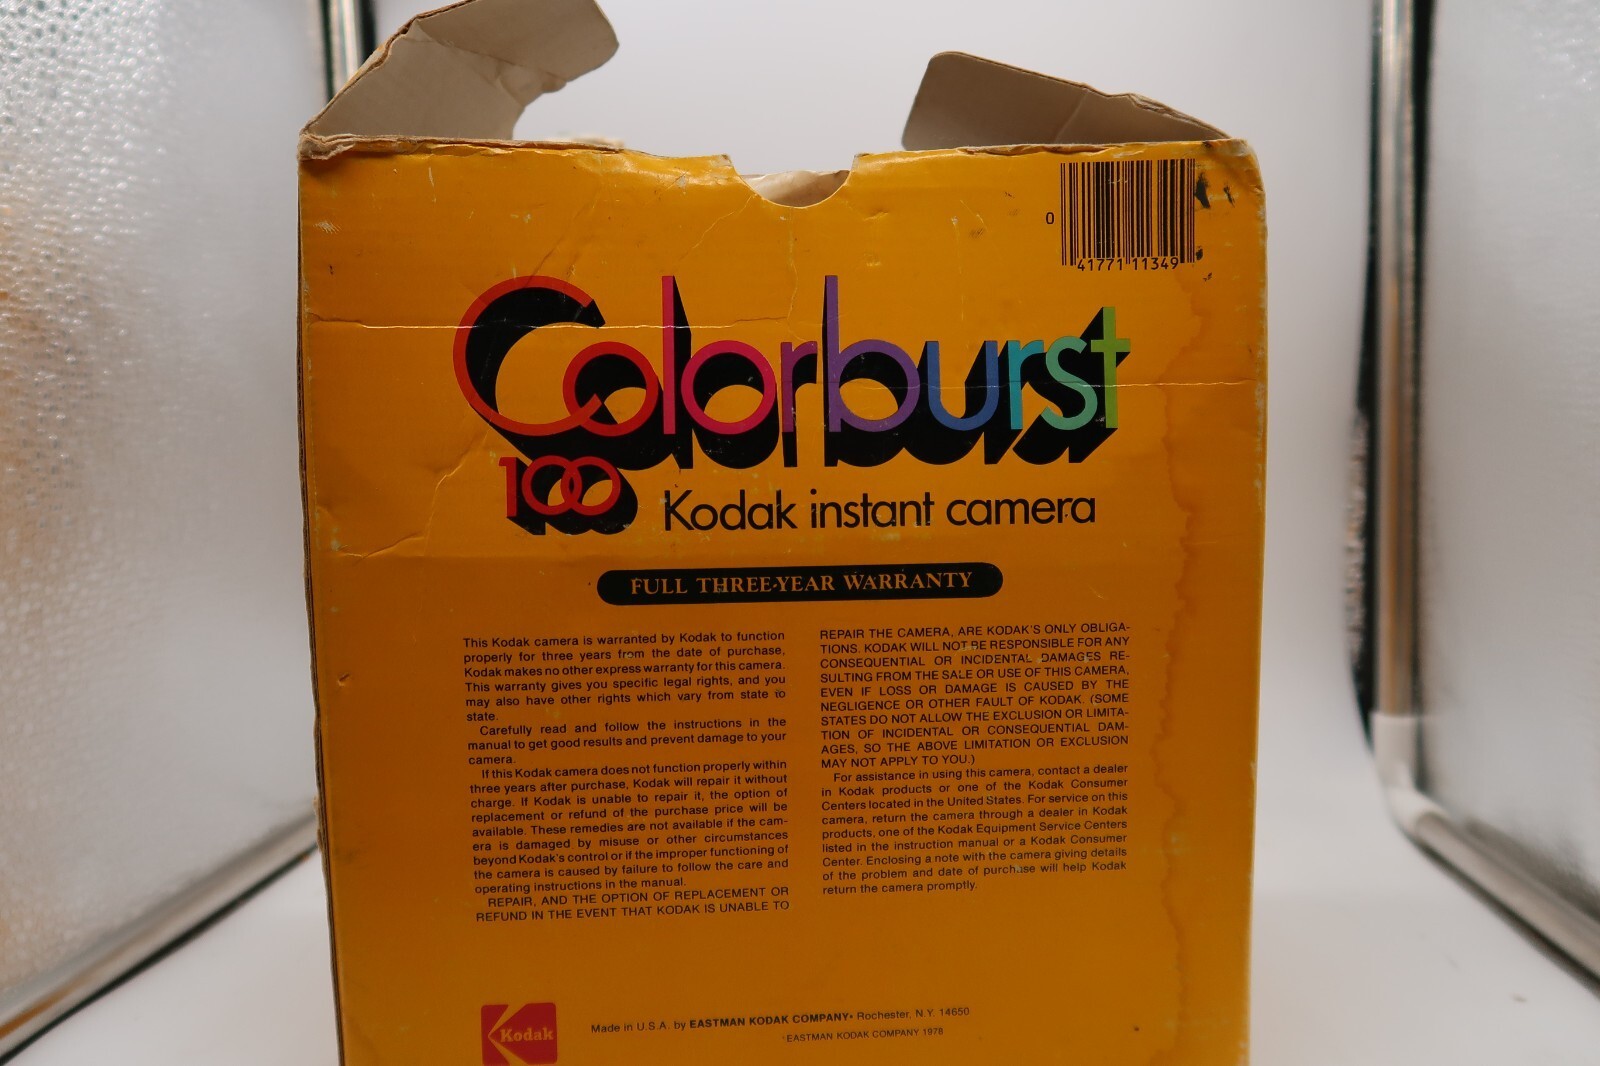 0
41771 11349
Colorburst
100
Kodak instant camera
FULL THREE-YEAR WARRANTY
This Kodak camera is warranted by Kodak to function
properly for three years from the date of purchase,
Kodak makes no other express warranty for this camera.
This warranty gives you specific legal rights, and you
may also have other rights which vary from state to
state.
Carefully read and follow the instructions in the
manual to get good results and prevent damage to your
camera.
If this Kodak camera does not function properly within
three years after purchase, Kodak will repair it without
charge. If Kodak is unable to repair it, the option of
replacement or refund of the purchase price will be
available. These remedies are not available if the cam-
era is damaged by misuse or other circumstances
beyond Kodak's control or if the improper functioning of
the camera is caused by failure to follow the care and
operating instructions in the manual.
REPAIR, AND THE OPTION OF REPLACEMENT OR
REFUND IN THE EVENT THAT KODAK IS UNABLE TO
REPAIR THE CAMERA, ARE KODAK'S ONLY OBLIGA-
TIONS. KODAK WILL NOT BE RESPONSIBLE FOR ANY
CONSEQUENTIAL OR INCIDENTAL DAMAGES RE-
SULTING FROM THE SALE OR USE OF THIS CAMERA,
EVEN IF LOSS OR DAMAGE IS CAUSED BY THE
NEGLIGENCE OR OTHER FAULT OF KODAK. (SOME
STATES DO NOT ALLOW THE EXCLUSION OR LIMITA-
TION OF INCIDENTAL OR CONSEQUENTIAL DAM-
AGES, SO THE ABOVE LIMITATION OR EXCLUSION
MAY NOT APPLY TO YOU.)
For assistance in using this camera, contact a dealer
in Kodak products or one of the Kodak Consumer
Centers located in the United States. For service on this
camera, return the camera through a dealer in Kodak
products, one of the Kodak Equipment Service Centers
listed in the instruction manual or a Kodak Consumer
Center. Enclosing a note with the camera giving details
of the problem and date of purchase will help Kodak
return the camera promptly.
Kodak
Made in U.S.A. by EASTMAN KODAK COMPANY• Rochester, N.Y. 14650
EASTMAN KODAK COMPANY 1978